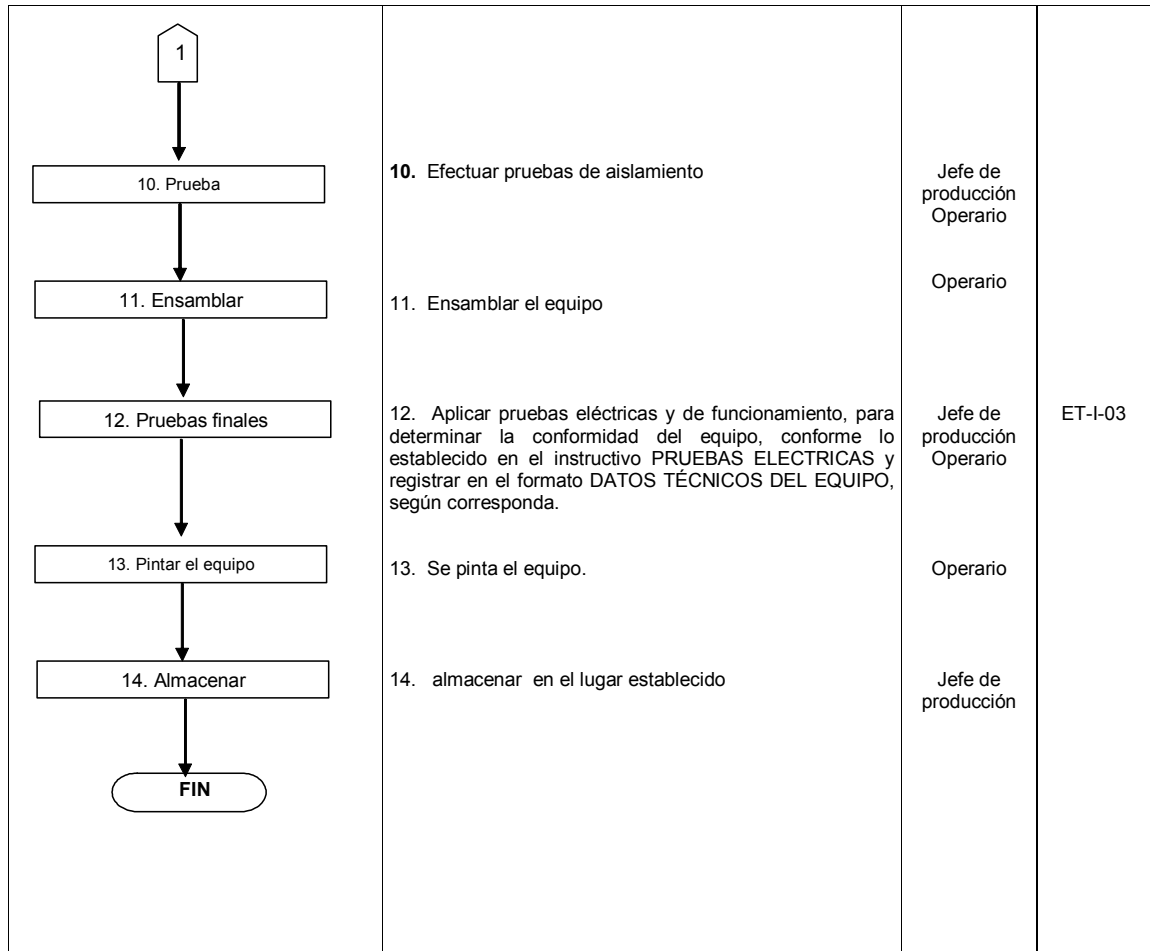 1
10. Prueba
10. Efectuar pruebas de aislamiento
Jefe de
producción
Operario
11. Ensamblar
11. Ensamblar el equipo
Operario
12. Pruebas finales
12. Aplicar pruebas eléctricas y de funcionamiento, para
determinar la conformidad del equipo, conforme lo
establecido en el instructivo PRUEBAS ELECTRICAS y
registrar en el formato DATOS TÉCNICOS DEL EQUIPO,
según corresponda.
Jefe de
producción
Operario
ET-I-03
13. Pintar el equipo
13. Se pinta el equipo.
Operario
14. Almacenar
14. almacenar en el lugar establecido
Jefe de
producción
FIN